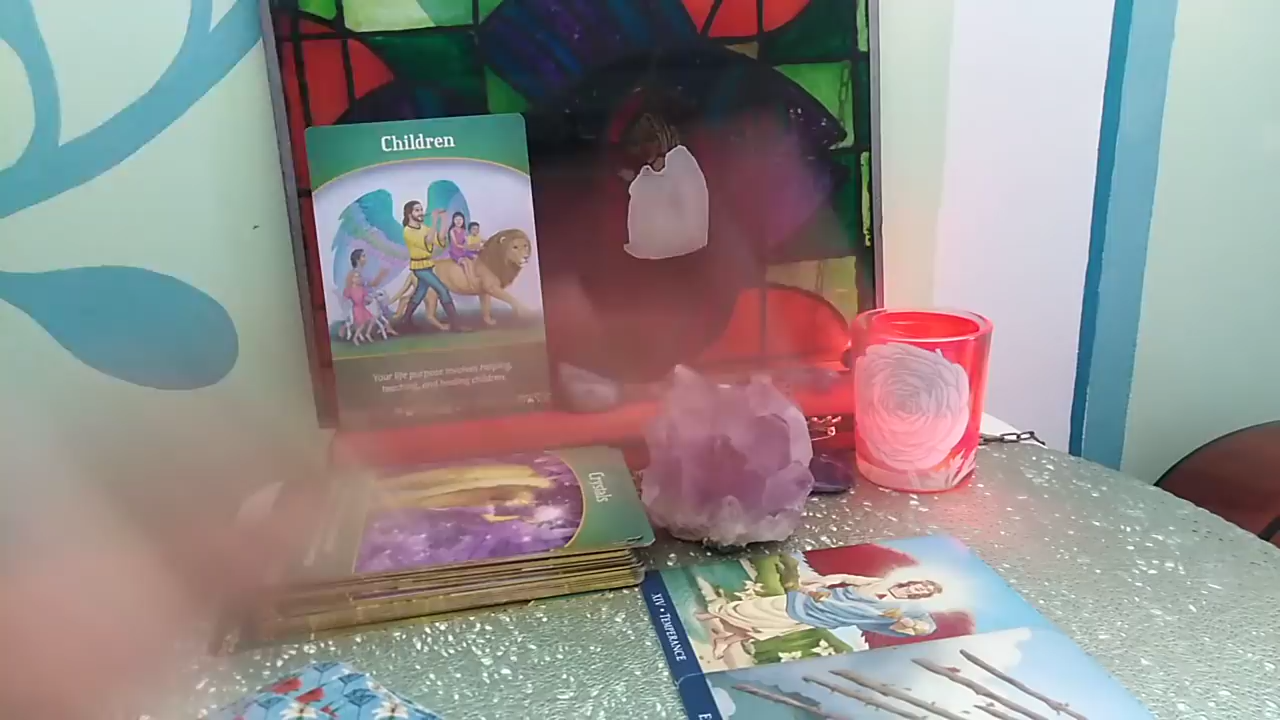 Children
Your life purpose involves helping,
teaching, and healing children.
Crystals
XIV • TEMPERANCE
E